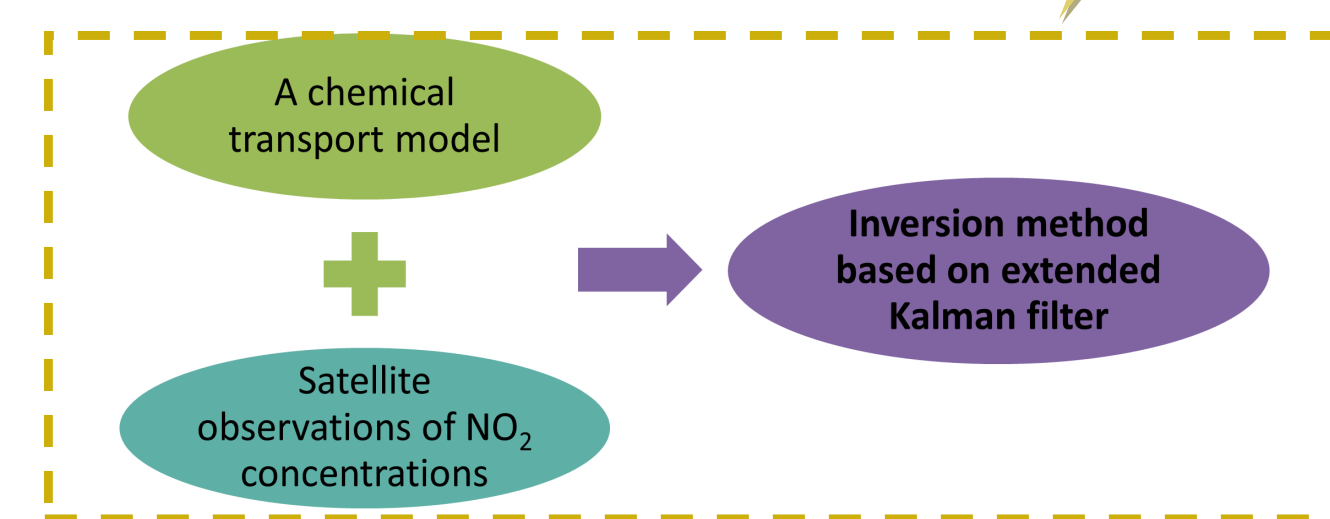 A chemical
transport model
Satellite
observations of NO₂
concentrations
Inversion method
based on extended
Kalman filter